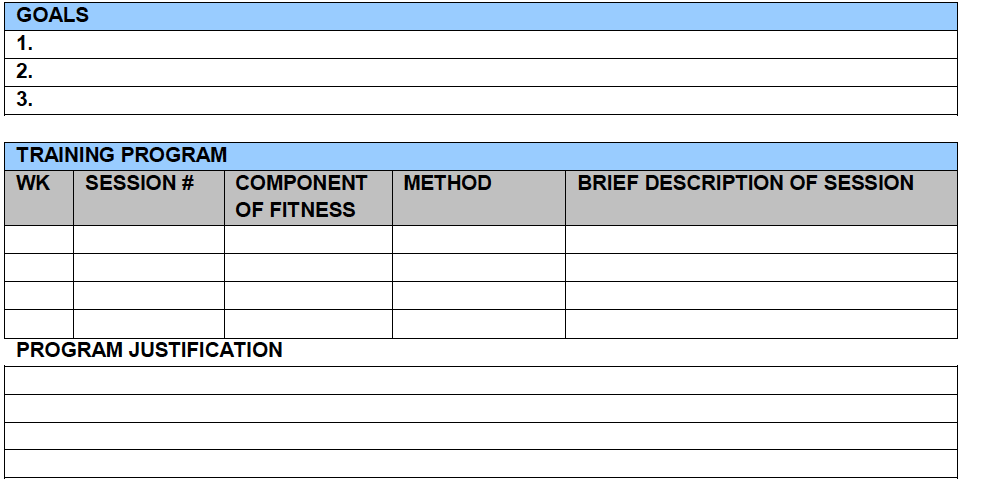 GOALS
1.
2.
3.
TRAINING PROGRAM
WK SESSION # COMPONENT OF FITNESS METHOD BRIEF DESCRIPTION OF SESSION
PROGRAM JUSTIFICATION